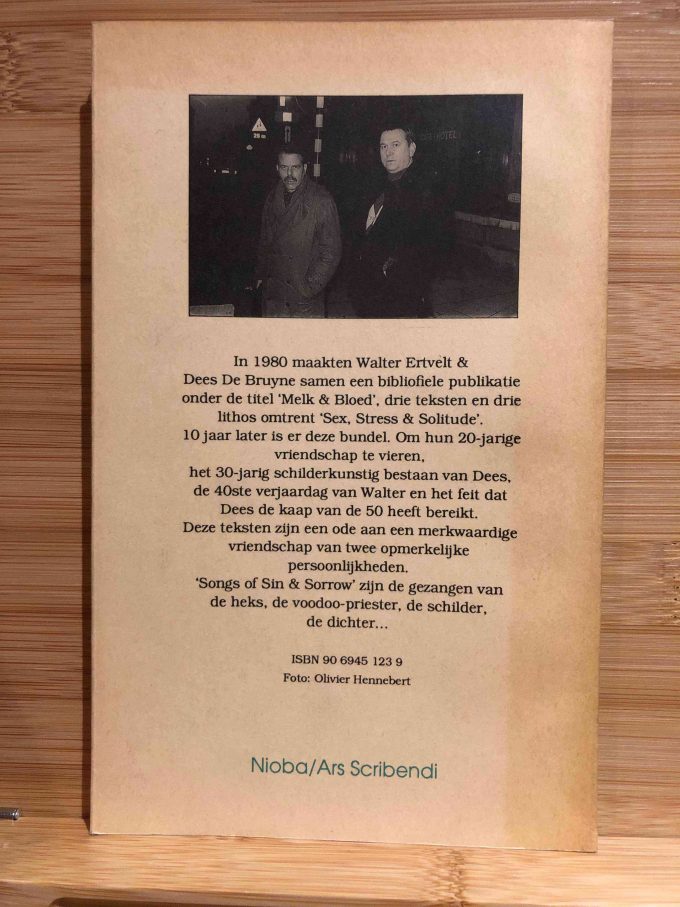 20 m
HOTEL
In 1980 maakten Walter Ertvelt &
Dees De Bruyne samen een bibliofiele publikatie
onder de titel ‘Melk & Bloed’, drie teksten en drie
lithos omtrent ‘Sex, Stress & Solitude’.
10 jaar later is er deze bundel. Om hun 20-jarige
vriendschap te vieren,
het 30-jarig schilderkunstig bestaan van Dees,
de 40ste verjaardag van Walter en het feit dat
Dees de kaap van de 50 heeft bereikt.
Deze teksten zijn een ode aan een merkwaardige
vriendschap van twee opmerkelijke
persoonlijkheden.
‘Songs of Sin & Sorrow’ zijn de gezangen van
de heks, de voodoo-priester, de schilder,
de dichter...
ISBN 90 6945 123 9
Foto: Olivier Hennebert
Nioba/Ars Scribendi